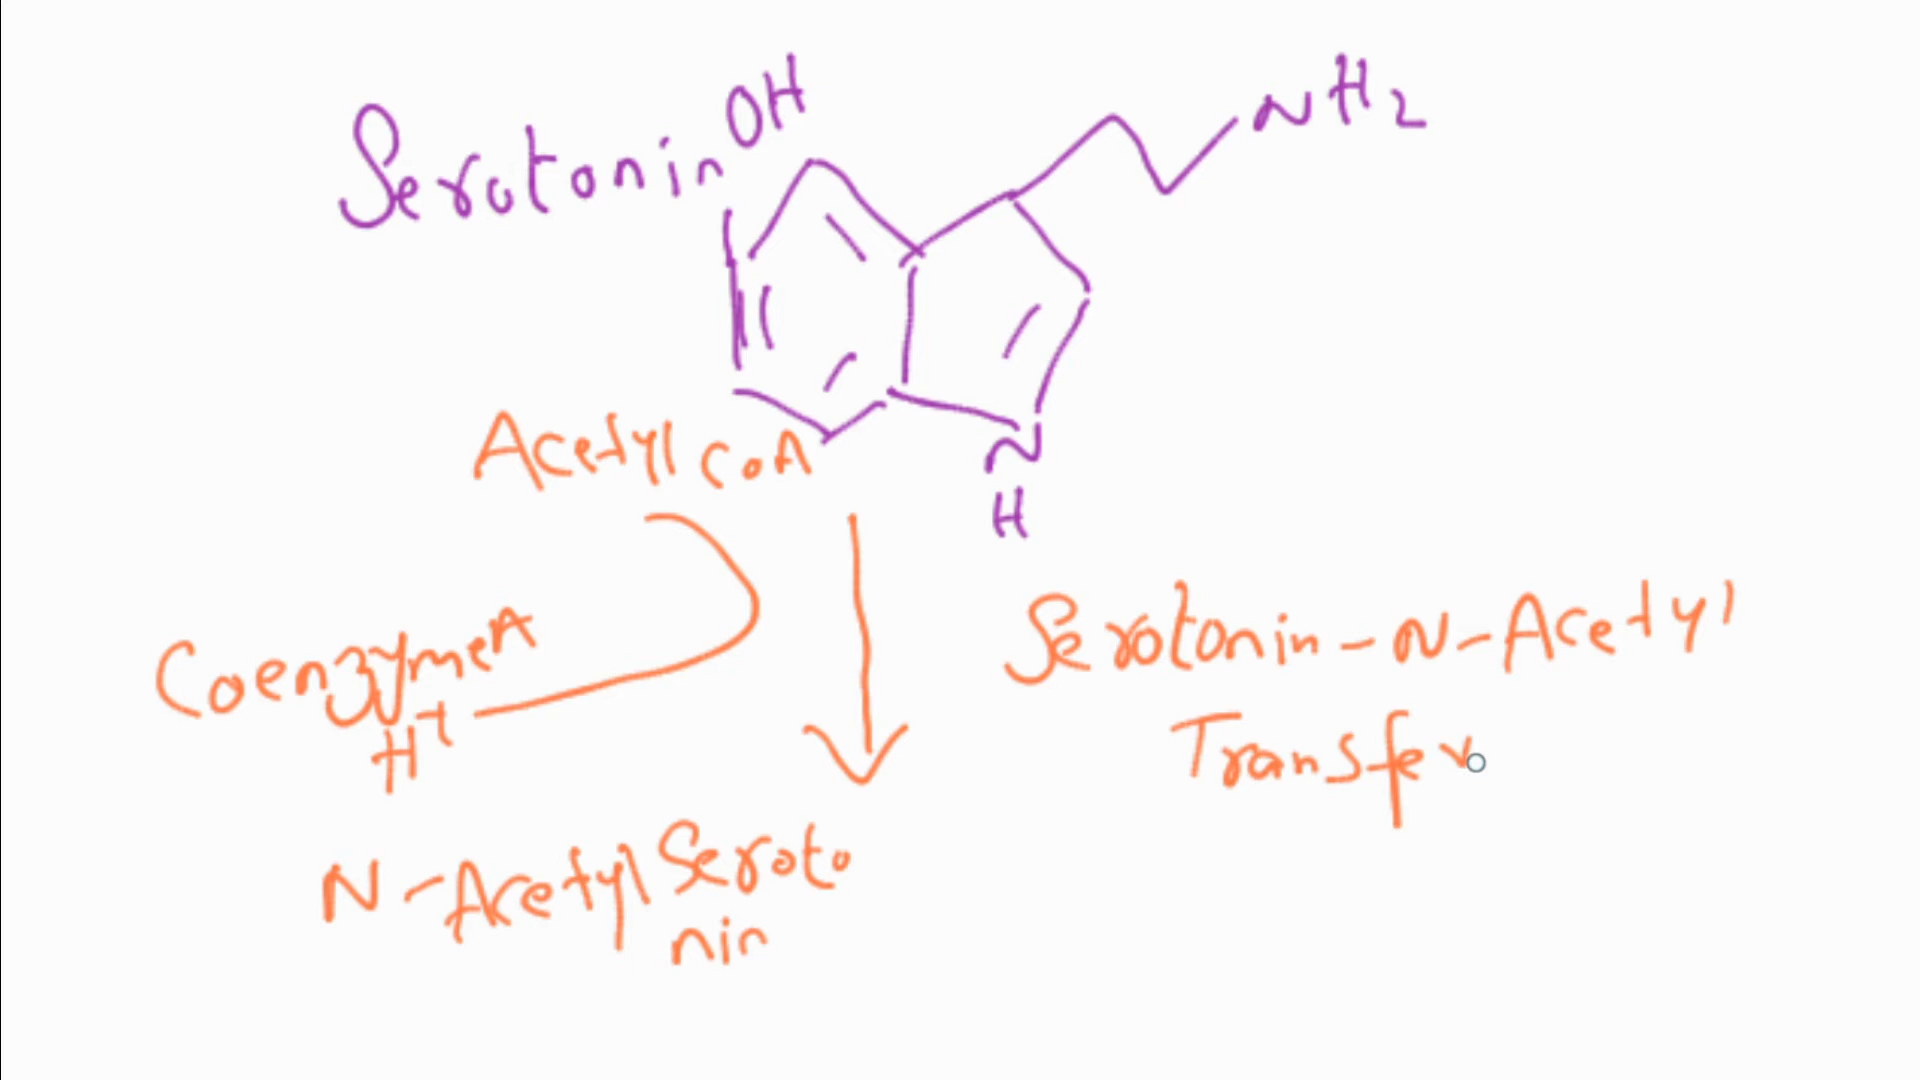 Serotonin
OH
NH2
N
H
Acetyl CoA
CoenzymeA
H+
Serotonin-N-Acetyl
Transfer
N-Acetyl Seroto
nin